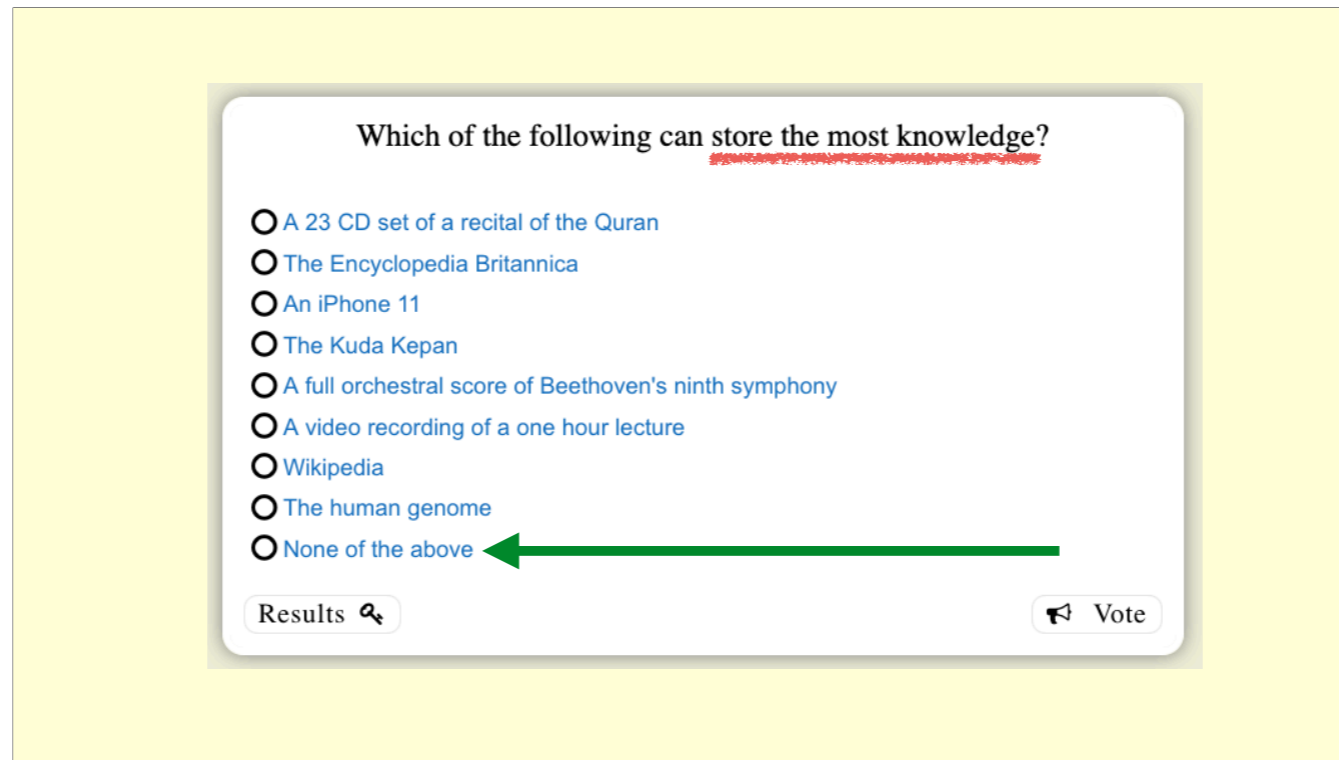 Which of the following can store the most knowledge?
A 23 CD set of a recital of the Quran
The Encyclopedia Britannica
An iPhone 11
The Kuda Kepan
A full orchestral score of Beethoven's ninth symphony
A video recording of a one hour lecture
Wikipedia
The human genome
None of the above
Results
Vote